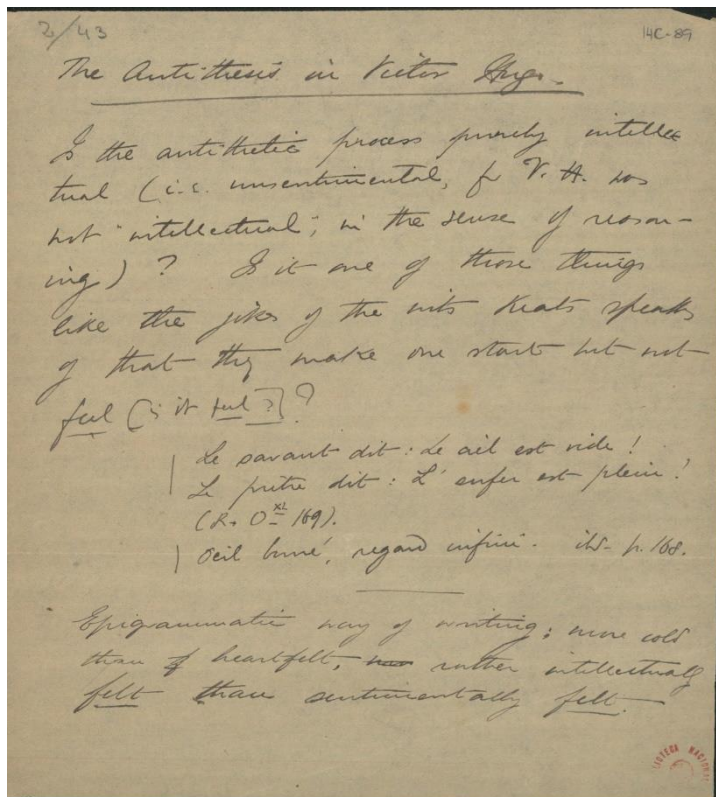 2/43
14C-89
The Antithesis in Victor Hugo.
Is the antithetic process purely intellec
tual (i.e. unsentimental, for V. H. was
not "intellectual", in the sense of reason-
ing) ? Is it one of those things
like the jokes of the wits Keats speaks
of that they make one start but not
feel [is it feel ?] ?
Le savant dit : Le ciel est vide !
Le prêtre dit : L'enfer est plein !
(R. O XL 169).
Oeil borné, regard infini. ibid. p. 168.
Epigrammatic way of writing; more cold
than heartfelt, rather intellectually
felt than sentimentally felt.